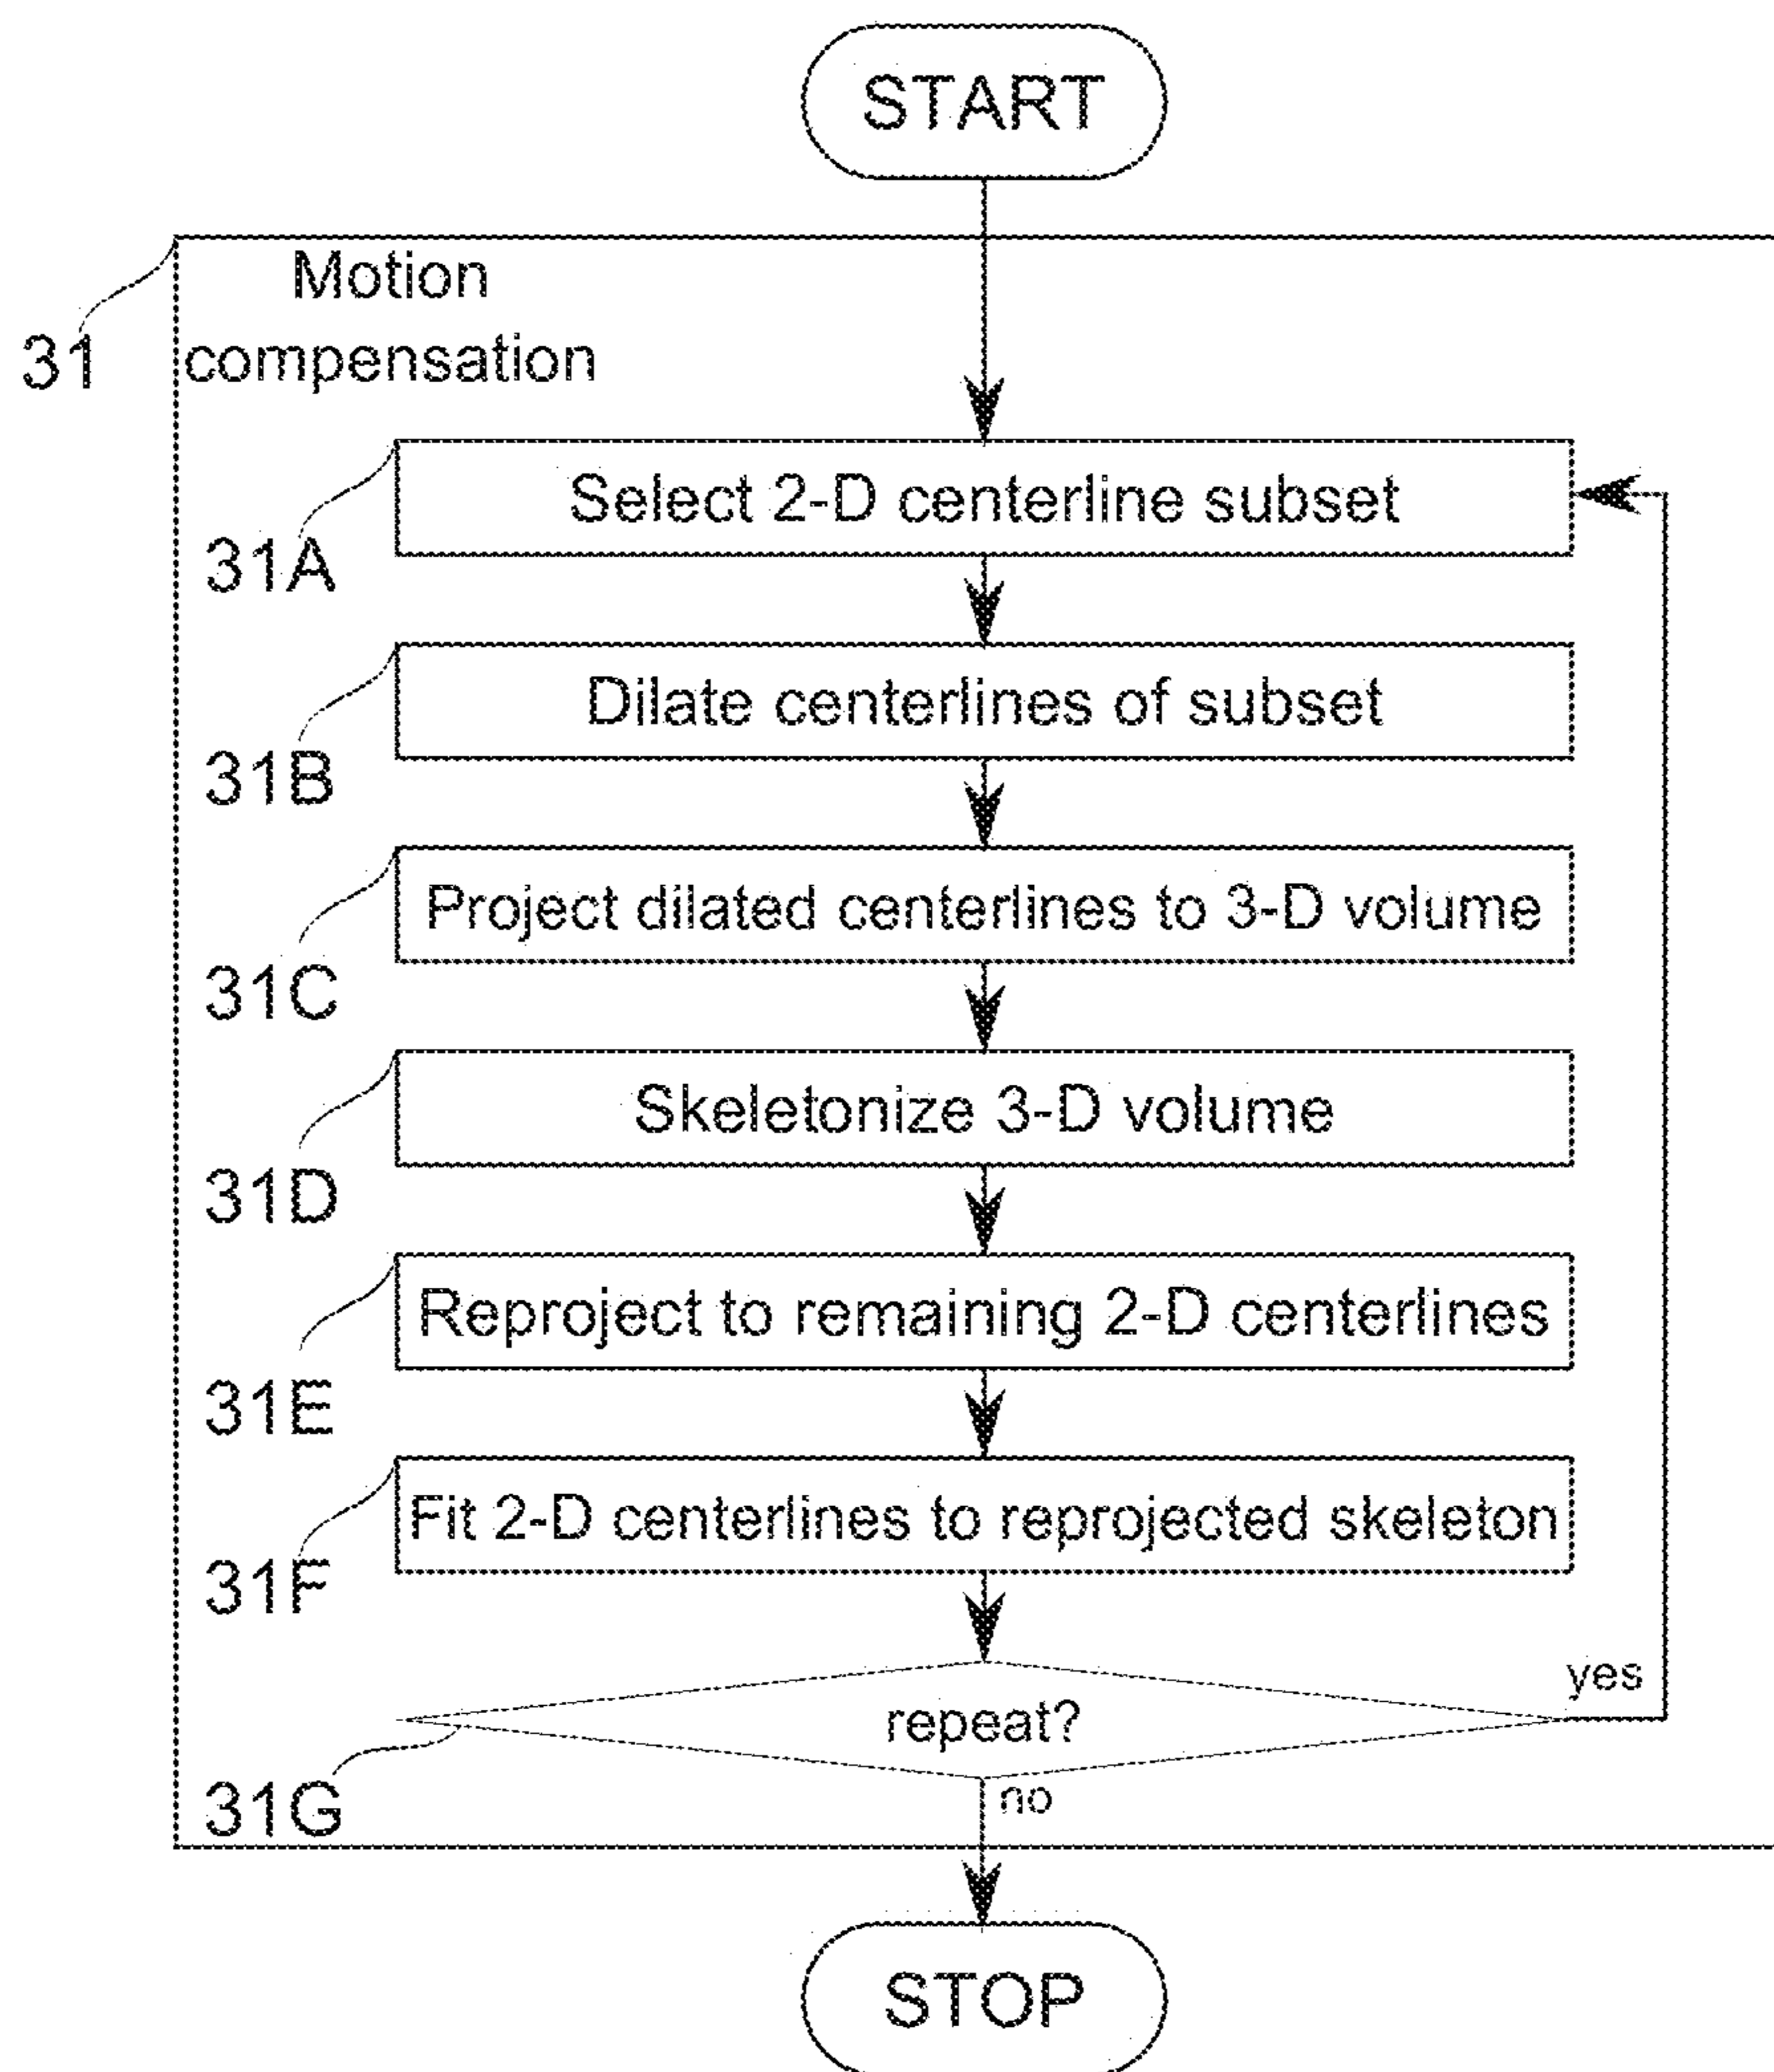 START
Motion
compensation
31
Select 2-D centerline subset
31A
Dilate centerlines of subset
31B
Project dilated centerlines to 3-D volume
31C
Skeletonize 3-D volume
31D
Reproject to remaining 2-D centerlines
31E
Fit 2-D centerlines to reprojected skeleton
31F
yes
repeat?
31G
no
STOP